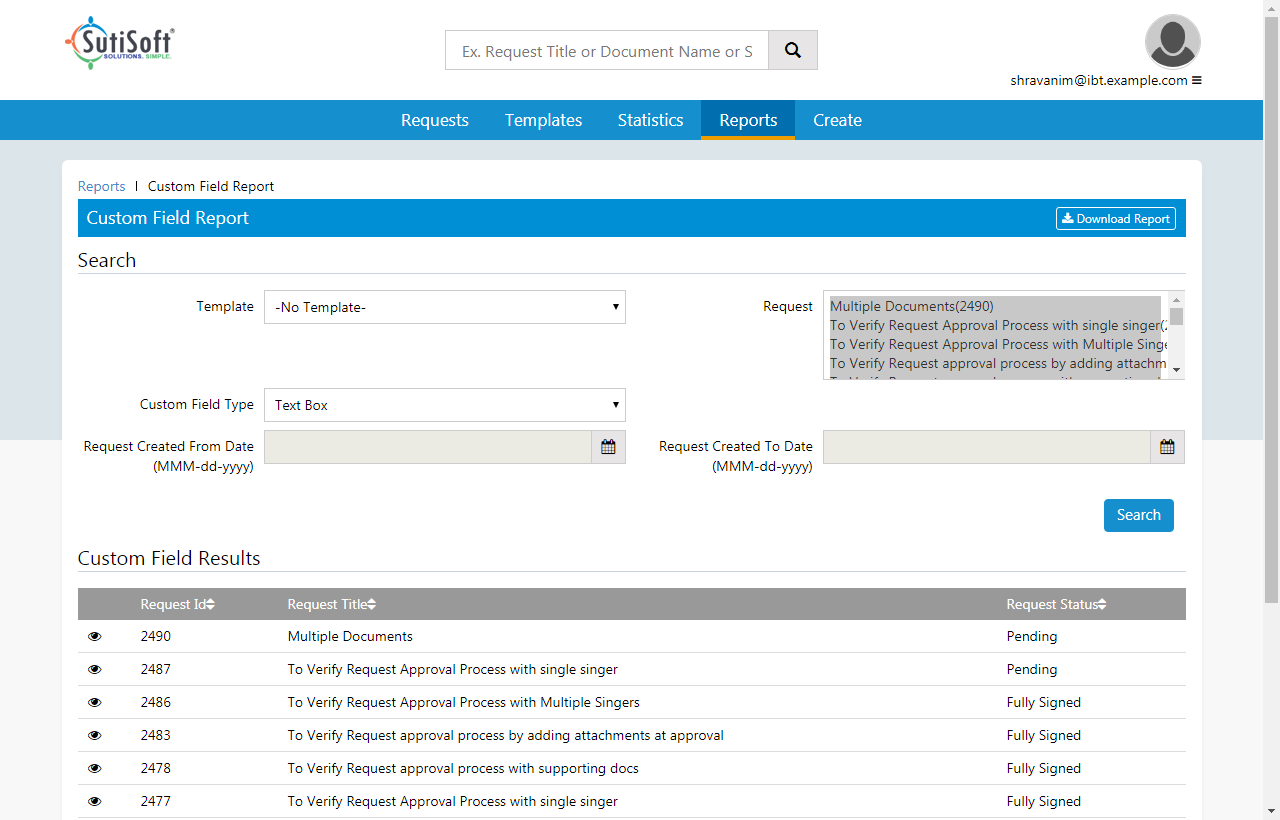 SutiSoft®
SOLUTIONS. SIMPLE.
Ex. Request Title or Document Name or S
shravanim@ibt.example.com
Requests Templates Statistics Reports Create
Reports | Custom Field Report
Custom Field Report
Download Report
Search
Template -No Template-
Request
Multiple Documents(2490)
To Verify Request Approval Process with single singer(
To Verify Request Approval Process with Multiple Singe
To Verify Request approval process by adding attachm
Custom Field Type Text Box
Request Created From Date
(MMM-dd-yyyy)
Request Created To Date
(MMM-dd-yyyy)
Search
Custom Field Results
Request Id Request Title Request Status
2490 Multiple Documents Pending
2487 To Verify Request Approval Process with single singer Pending
2486 To Verify Request Approval Process with Multiple Singers Fully Signed
2483 To Verify Request approval process by adding attachments at approval Fully Signed
2478 To Verify Request approval process with supporting docs Fully Signed
2477 To Verify Request Approval Process with single singer Fully Signed